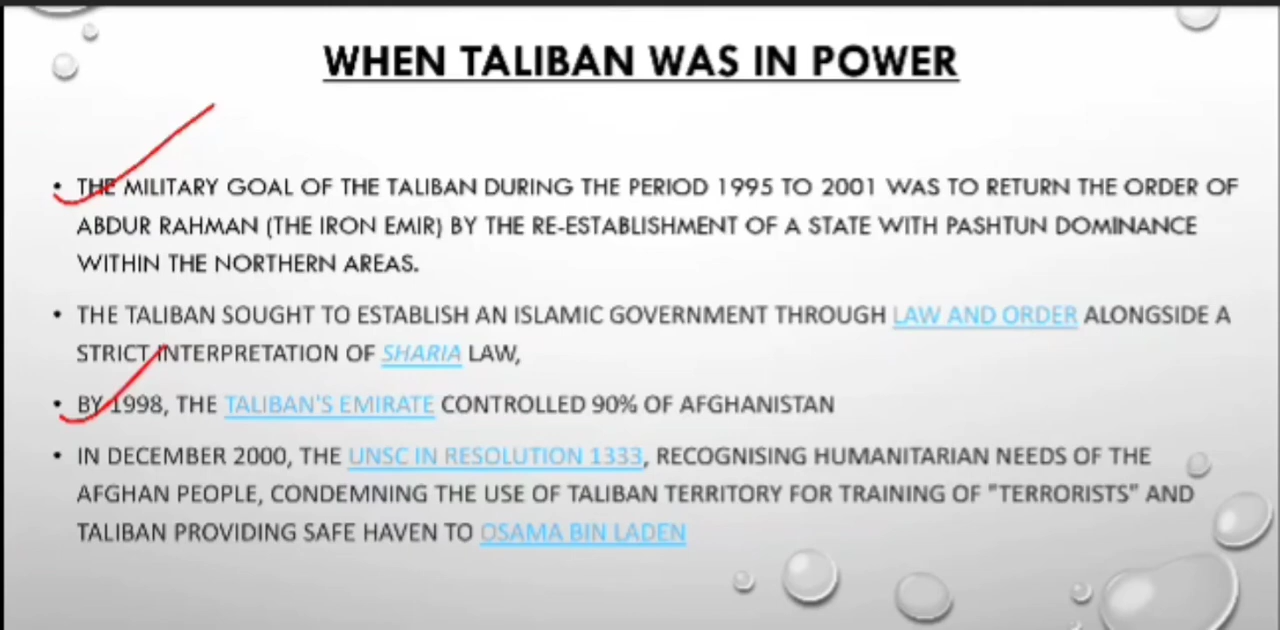 WHEN TALIBAN WAS IN POWER
• THE MILITARY GOAL OF THE TALIBAN DURING THE PERIOD 1995 TO 2001 WAS TO RETURN THE ORDER OF
ABDUR RAHMAN (THE IRON EMIR) BY THE RE-ESTABLISHMENT OF A STATE WITH PASHTUN DOMINANCE
WITHIN THE NORTHERN AREAS.
• THE TALIBAN SOUGHT TO ESTABLISH AN ISLAMIC GOVERNMENT THROUGH LAW AND ORDER ALONGSIDE A
STRICT INTERPRETATION OF SHARIA LAW,
• BY 1998, THE TALIBAN'S EMIRATE CONTROLLED 90% OF AFGHANISTAN
• IN DECEMBER 2000, THE UNSC IN RESOLUTION 1333, RECOGNISING HUMANITARIAN NEEDS OF THE
AFGHAN PEOPLE, CONDEMNING THE USE OF TALIBAN TERRITORY FOR TRAINING OF "TERRORISTS" AND
TALIBAN PROVIDING SAFE HAVEN TO OSAMA BIN LADEN